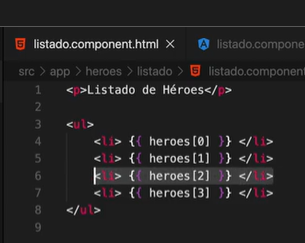 listado.component.html
listado.compone
src > app > heroes > listado > listado.component.html
1 <p>Listado de Héroes</p>
2
3 <ul>
4 <li> {{ heroes[0] }} </li>
5 <li> {{ heroes[1] }} </li>
6 <li> {{ heroes[2] }} </li>
7 <li> {{ heroes[3] }} </li>
8 </ul>
9